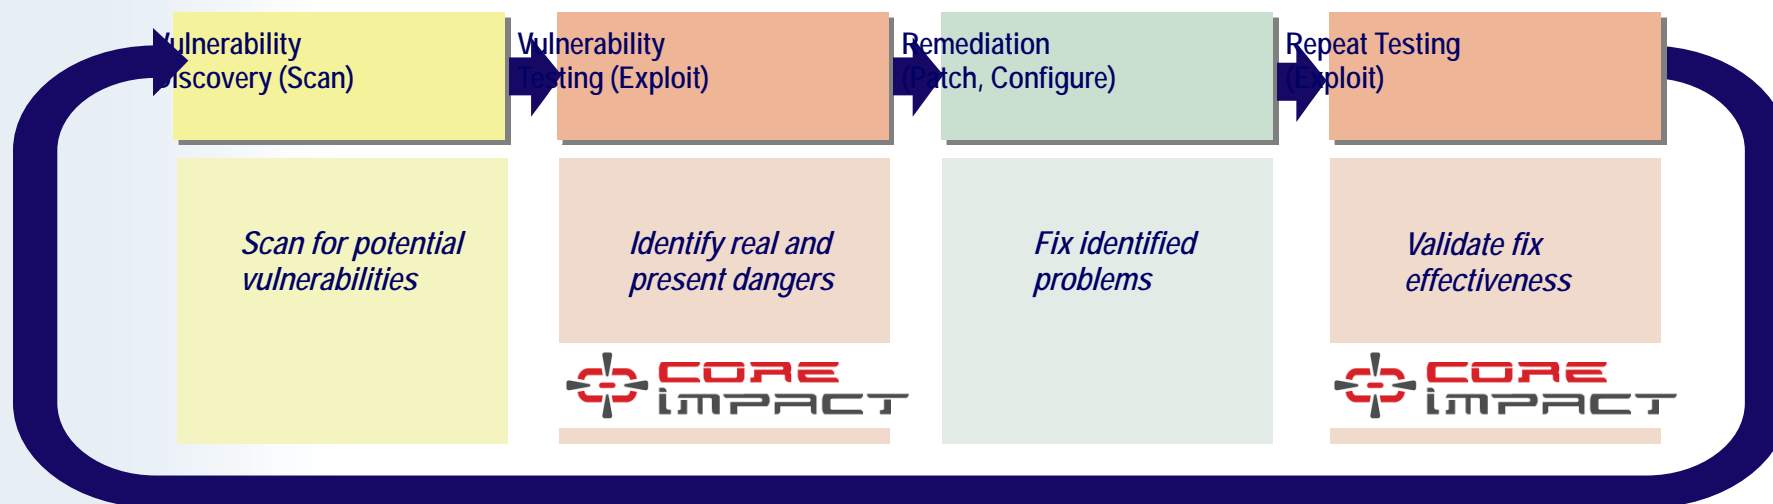 Vulnerability
Discovery (Scan)
Vulnerability
Testing (Exploit)
Remediation
(Patch, Configure)
Repeat Testing
(Exploit)
Scan for potential
vulnerabilities
Identify real and
present dangers
Fix identified
problems
Validate fix
effectiveness
CORE
IMPACT
CORE
IMPACT